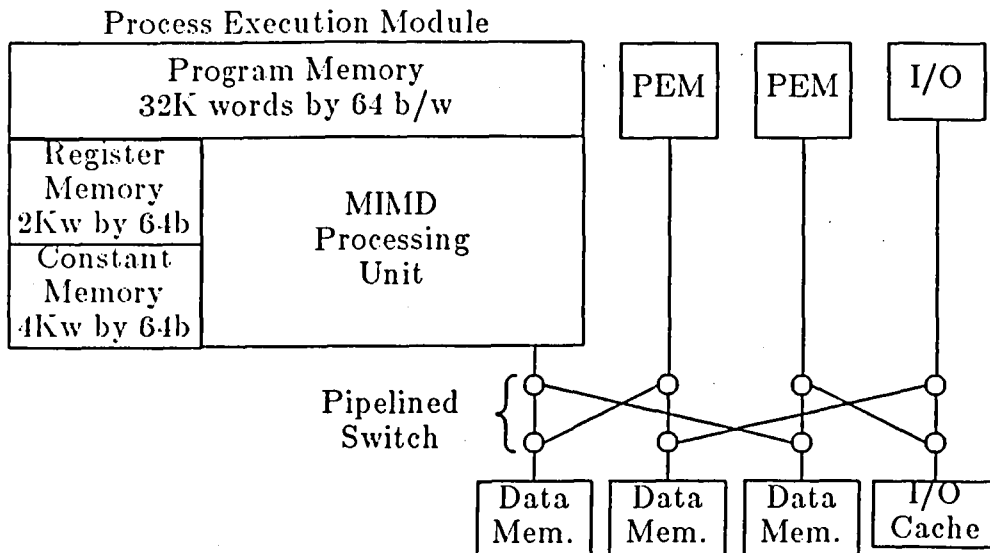 Process Execution Module
Program Memory
32K words by 64 b/w
Register
Memory
2Kw by 64b
Constant
Memory
4Kw by 64b
MIMD
Processing
Unit
PEM
PEM
I/O
Pipelined
Switch
Data
Mem.
Data
Mem.
Data
Mem.
I/O
Cache